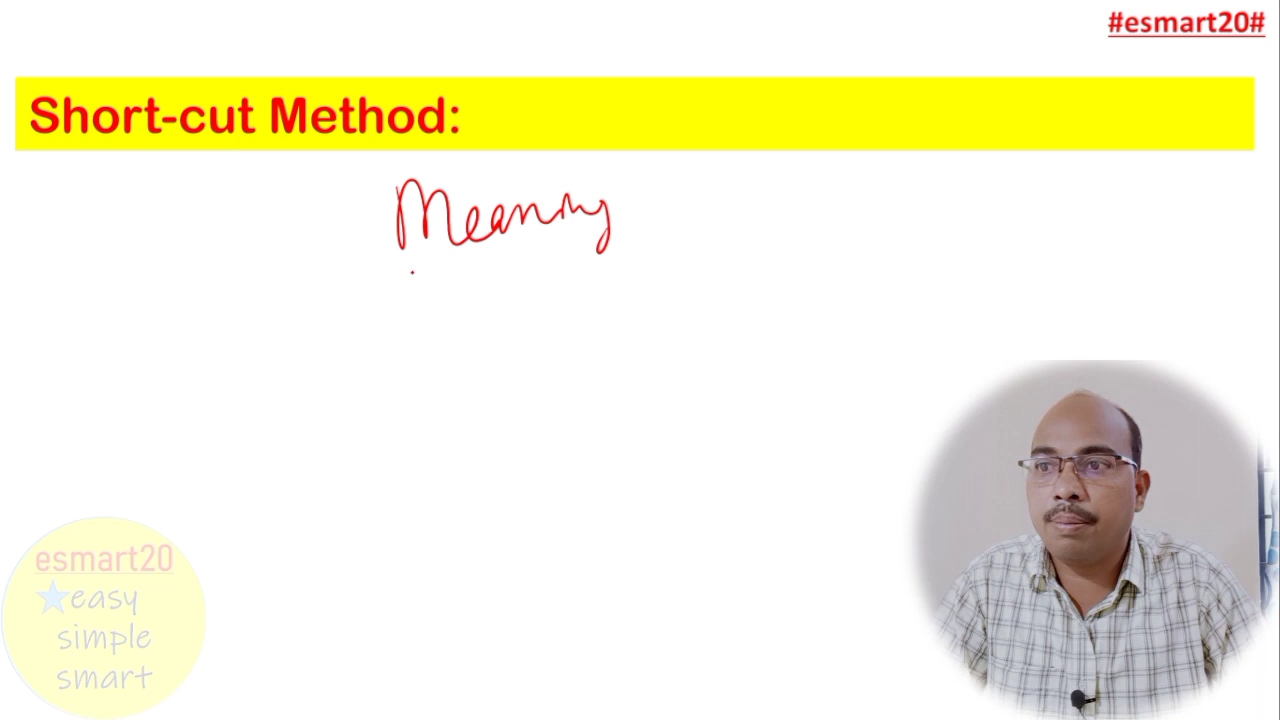 #esmart20#
Short-cut Method:
Meaning
esmart20
easy
simple
smart